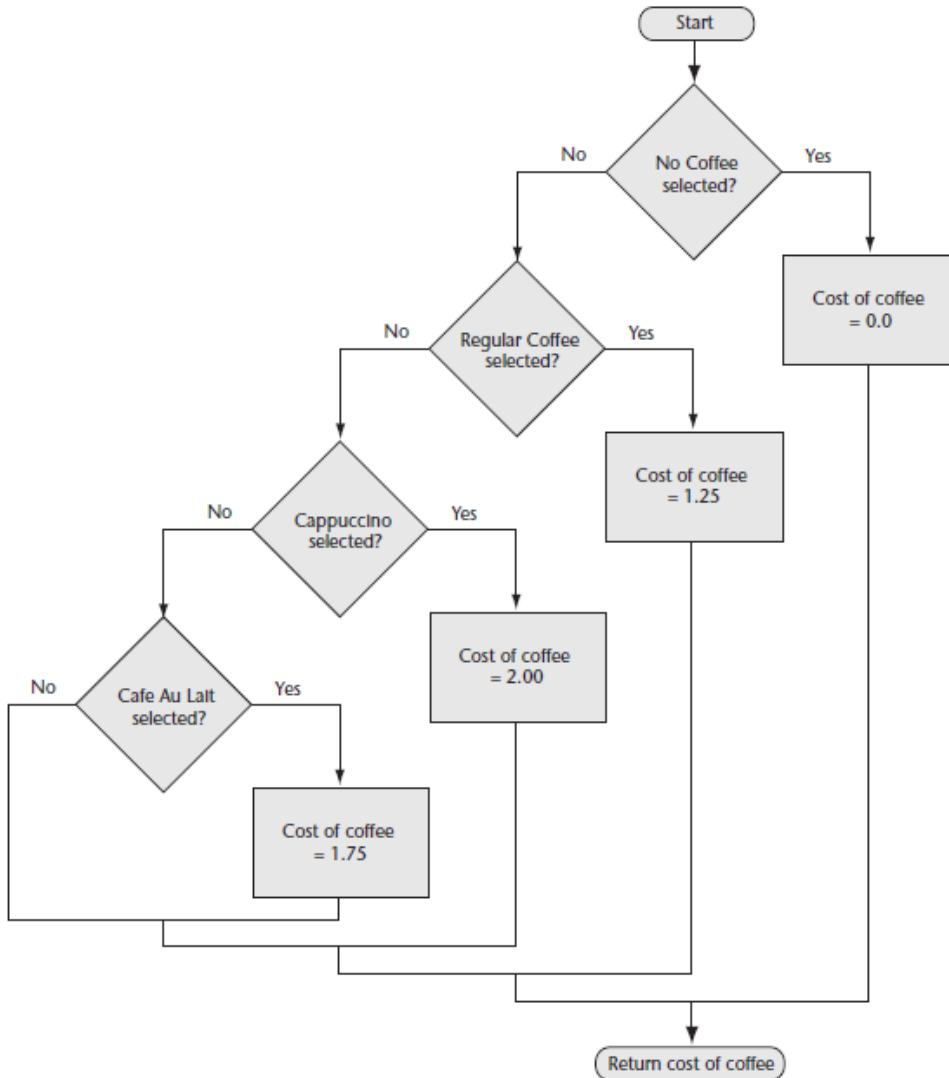 Start
No
No Coffee
selected?
Yes
Cost of coffee
= 0.0
No
Regular Coffee
selected?
Yes
Cost of coffee
= 1.25
No
Cappuccino
selected?
Yes
Cost of coffee
= 2.00
No
Cafe Au Lait
selected?
Yes
Cost of coffee
= 1.75
Return cost of coffee